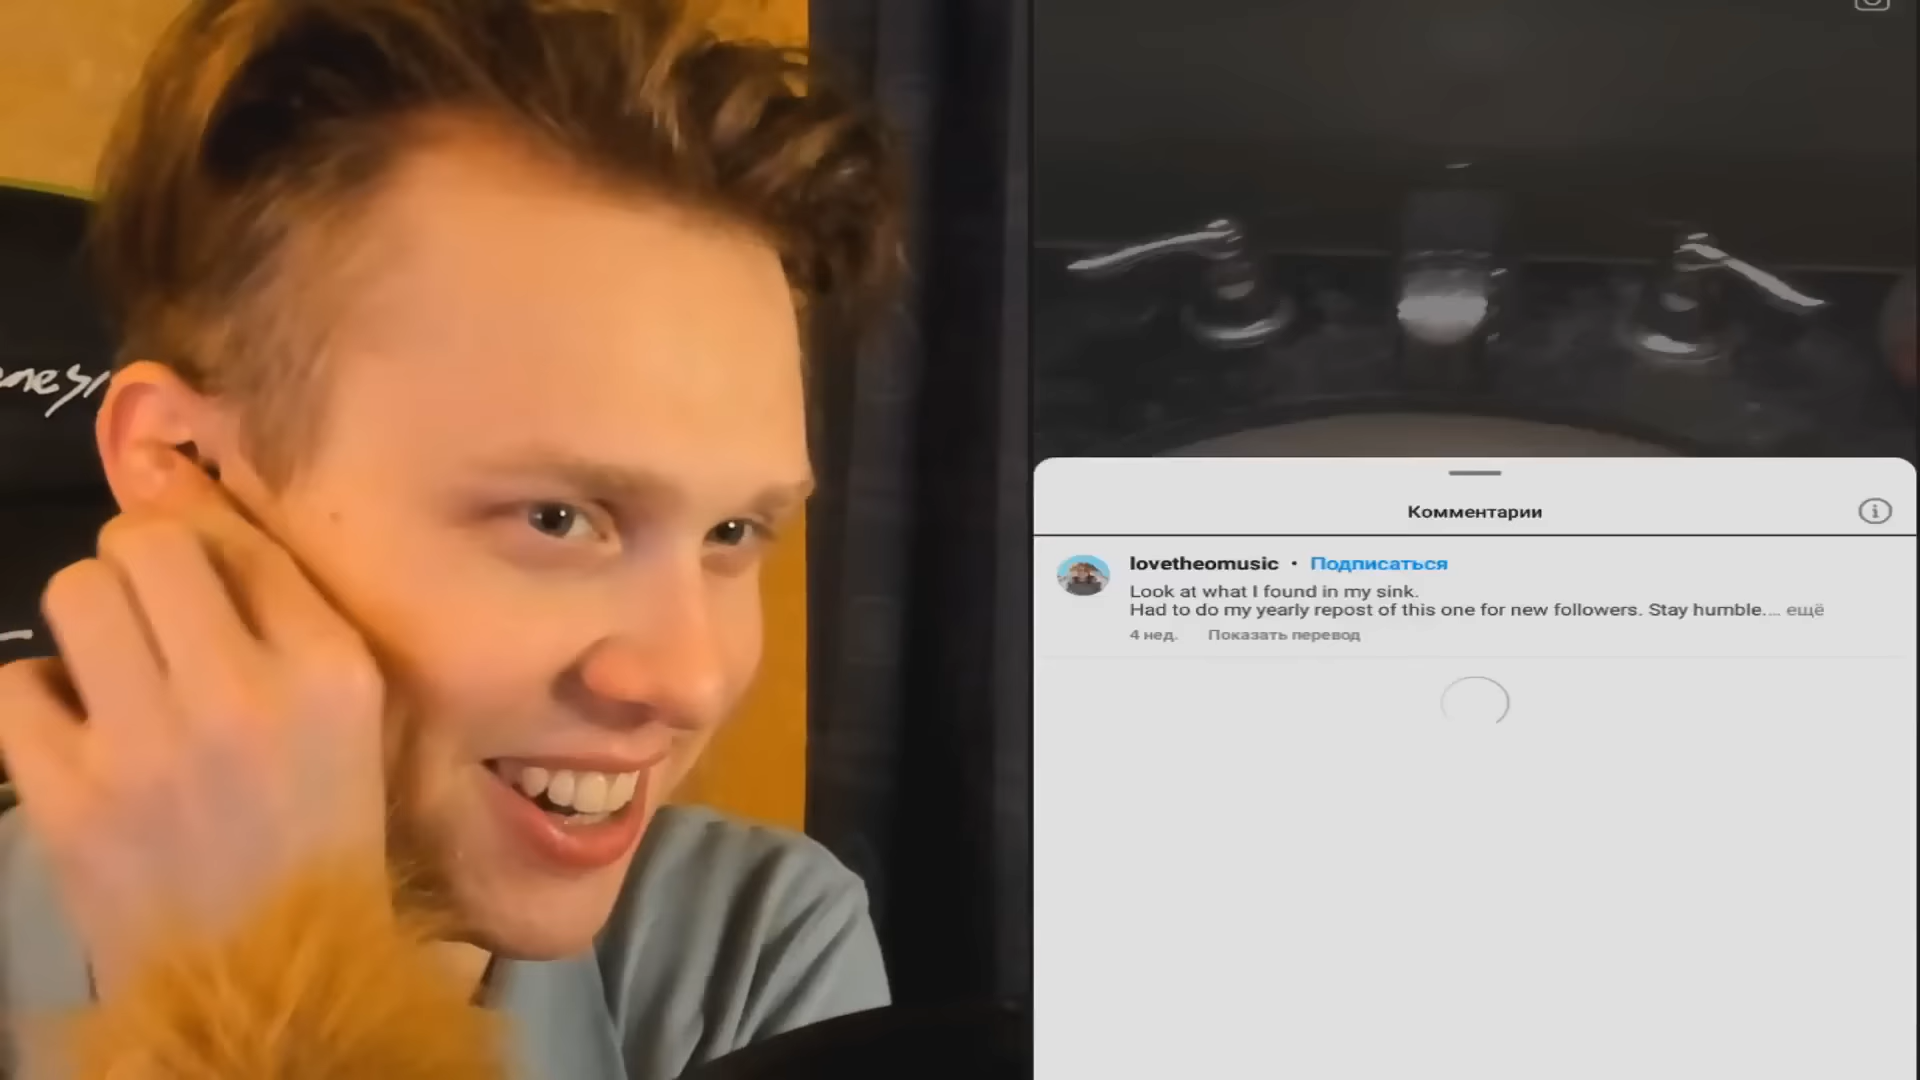 Комментарии
lovetheomusic • Подписаться
Look at what I found in my sink.
Had to do my yearly repost of this one for new followers. Stay humble.... ещё
4 нед. Показать перевод